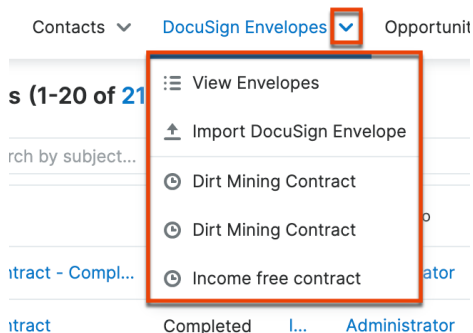 Contacts DocuSign Envelopes Opportunit
s (1-20 of 21
View Envelopes
Import DocuSign Envelope
rch by subject...
Dirt Mining Contract
o
Dirt Mining Contract
ntract - Compl... Income free contract ator
ntract Completed I... Administrator